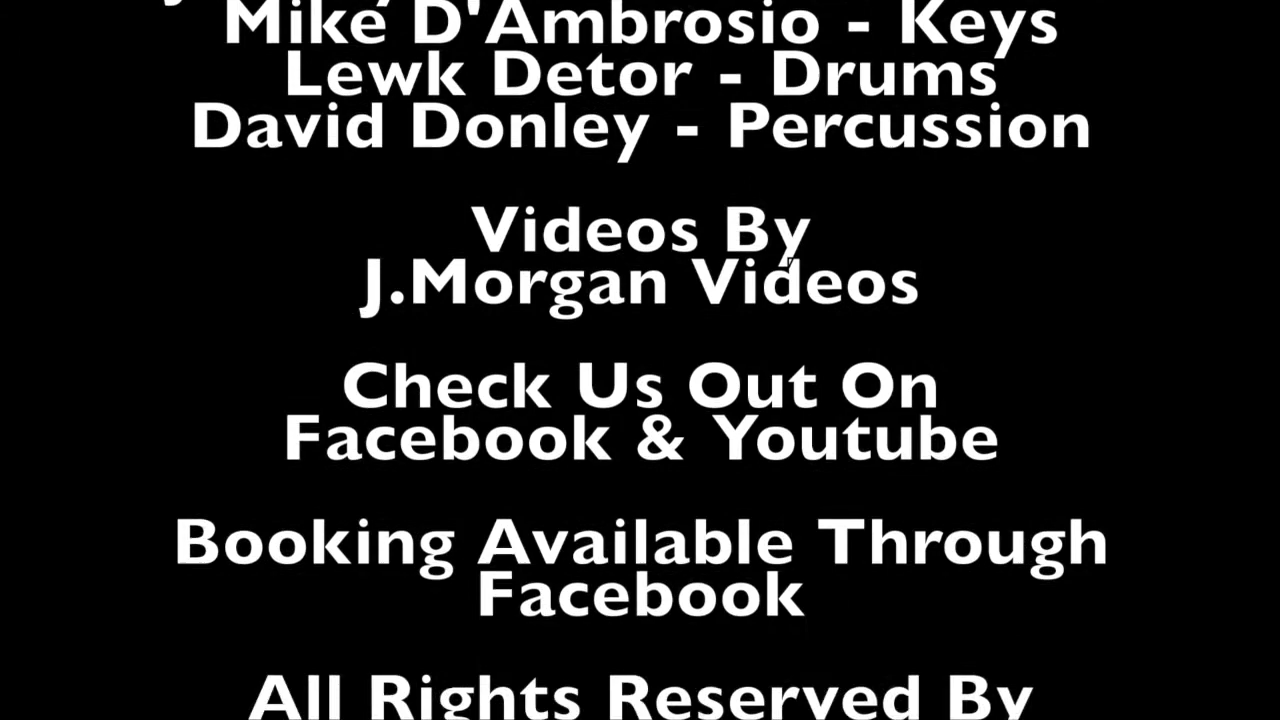 Mike D'Ambrosio - Keys
Lewk Detor - Drums
David Donley - Percussion
Videos By
J.Morgan Videos
Check Us Out On
Facebook & Youtube
Booking Available Through
Facebook
All Rights Reserved By